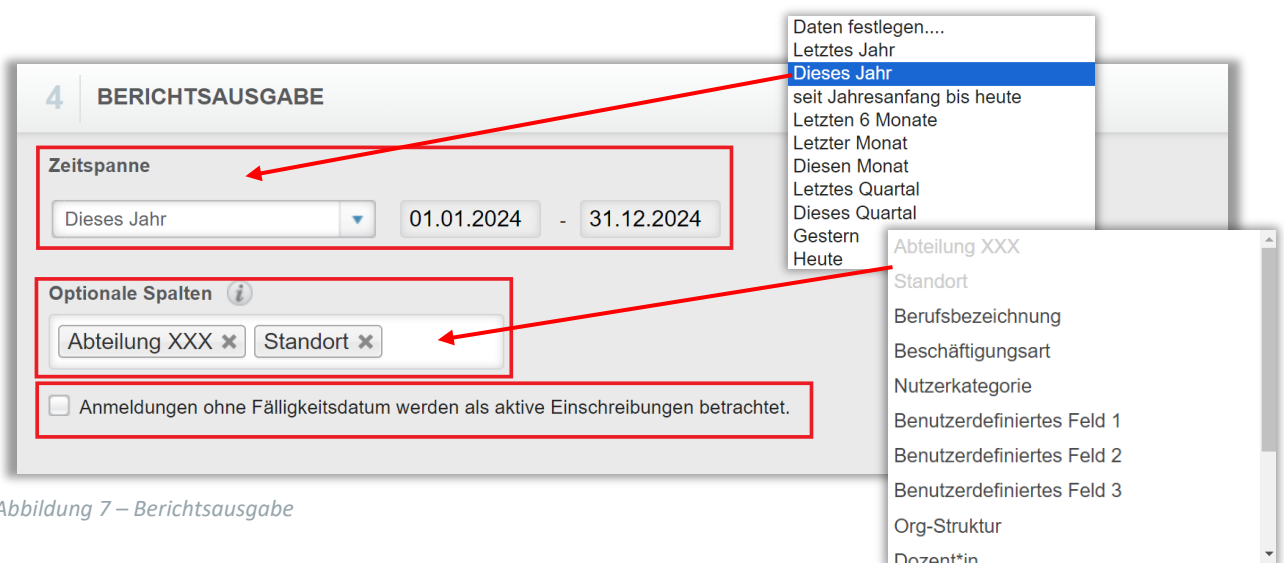 Daten festlegen....
Letztes Jahr
Dieses Jahr
seit Jahresanfang bis heute
Letzten 6 Monate
Letzter Monat
Diesen Monat
Letztes Quartal
Dieses Quartal
Gestern
Heute
4 BERICHTSAUSGABE
Zeitspanne
Dieses Jahr 01.01.2024 - 31.12.2024
Optionale Spalten i
Abteilung XXX × Standort ×
Anmeldungen ohne Fälligkeitsdatum werden als aktive Einschreibungen betrachtet.
Abteilung XXX
Standort
Berufsbezeichnung
Beschäftigungsart
Nutzerkategorie
Benutzerdefiniertes Feld 1
Benutzerdefiniertes Feld 2
Benutzerdefiniertes Feld 3
Org-Struktur
Dozent*in
Abbildung 7 – Berichtsausgabe